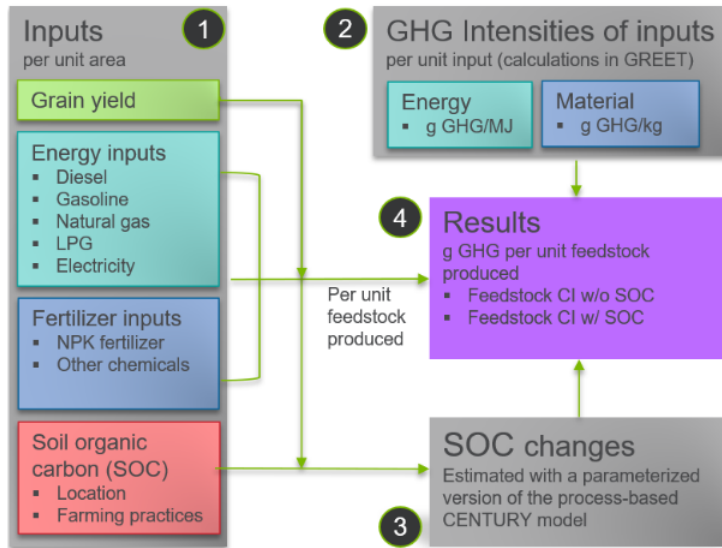 Inputs
1
per unit area
Grain yield
Energy inputs
▪ Diesel
▪ Gasoline
▪ Natural gas
▪ LPG
▪ Electricity
Fertilizer inputs
▪ NPK fertilizer
▪ Other chemicals
Soil organic
carbon (SOC)
▪ Location
▪ Farming practices
2
GHG Intensities of inputs
per unit input (calculations in GREET)
Energy
▪ g GHG/MJ
Material
▪ g GHG/kg
Per unit
feedstock
produced
4
Results
g GHG per unit feedstock
produced
▪ Feedstock CI w/o SOC
▪ Feedstock CI w/ SOC
SOC changes
Estimated with a parameterized
version of the process-based
CENTURY model
3